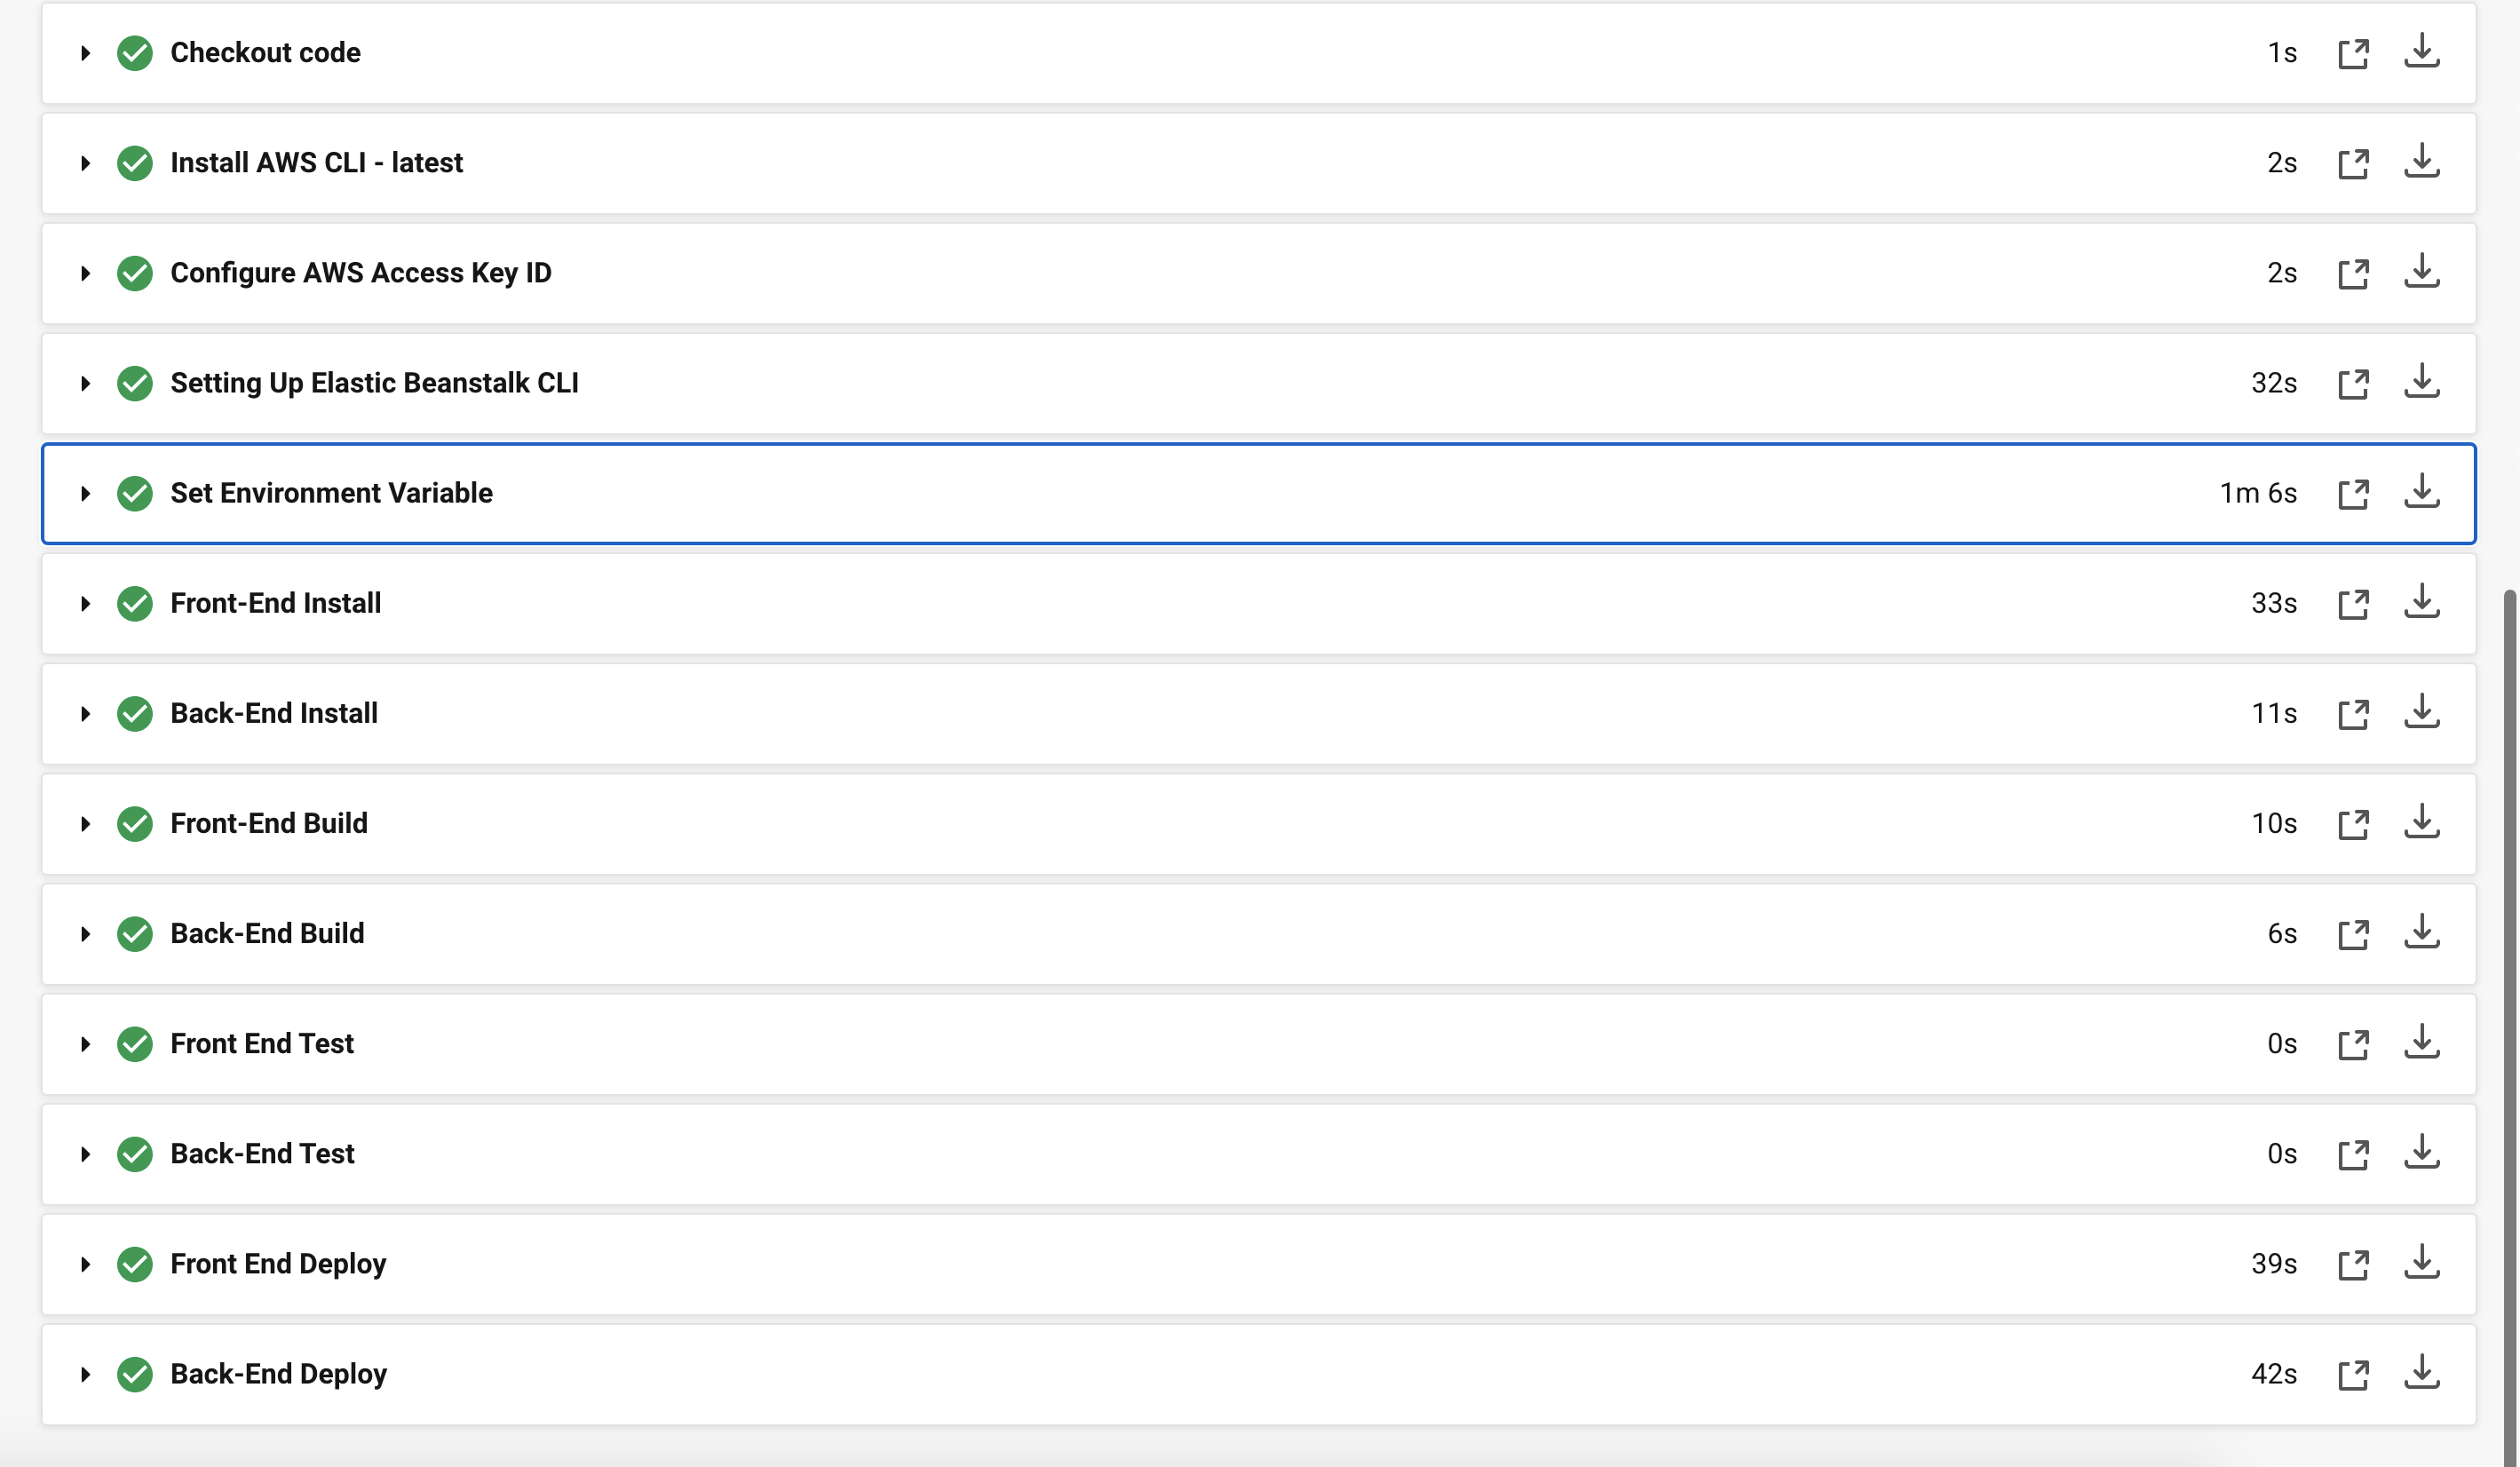 Checkout code 1s
Install AWS CLI - latest 2s
Configure AWS Access Key ID 2s
Setting Up Elastic Beanstalk CLI 32s
Set Environment Variable 1m 6s
Front-End Install 33s
Back-End Install 11s
Front-End Build 10s
Back-End Build 6s
Front End Test 0s
Back-End Test 0s
Front End Deploy 39s
Back-End Deploy 42s